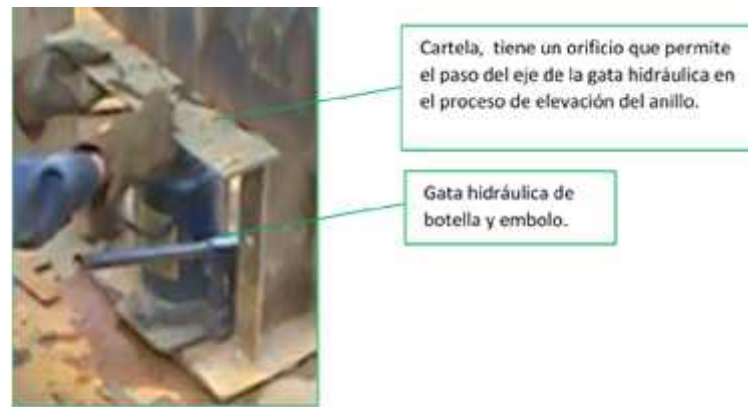 Cartela, tiene un orificio que permite
el paso del eje de la gata hidráulica en
el proceso de elevación del anillo.
Gata hidráulica de
botella y embolo.